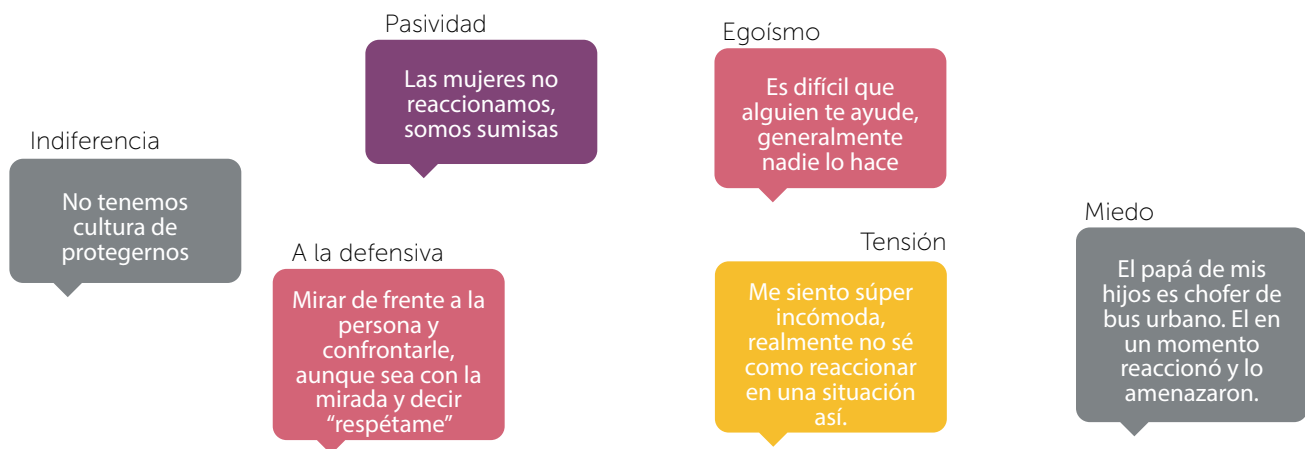 Pasividad
Las mujeres no
reaccionamos,
somos sumisas
Egoísmo
Es difícil que
alguien te ayude,
generalmente
nadie lo hace
Indiferencia
No tenemos
cultura de
protegernos
A la defensiva
Mirar de frente a la
persona y
confrontarle,
aunque sea con la
mirada y decir
“respétame”
Tensión
Me siento súper
incómoda,
realmente no sé
como reaccionar
en una situación
así.
Miedo
El papá de mis
hijos es chofer de
bus urbano. El en
un momento
reaccionó y lo
amenazaron.